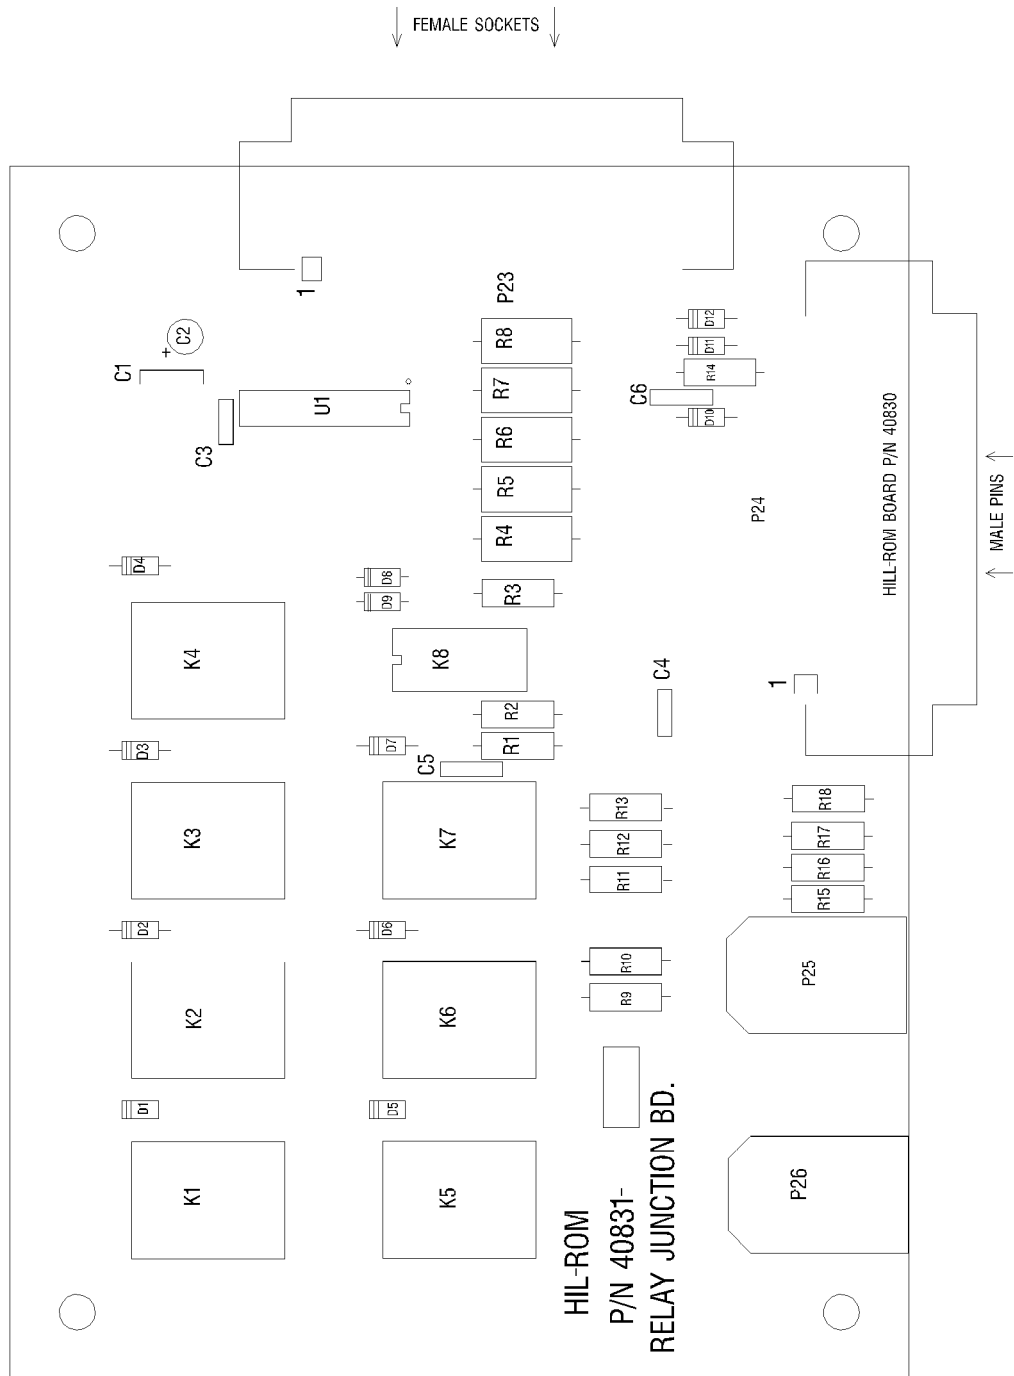 FEMALE SOCKETS
1
P23
C1
+
C2
C3
U1
R8
R7
R6
R5
R4
R3
D12
D11
R14
C6
D10
HILL-ROM BOARD P/N 40830
MALE PINS
P24
1
D4
D8
D9
K4
K8
C4
R2
R1
D3
D7
C5
K3
K7
R13
R12
R11
R18
R17
R16
R15
D2
D6
R10
R9
P25
K2
K6
D1
D5
K1
K5
P26
HIL-ROM
P/N 40831-
RELAY JUNCTION BD.